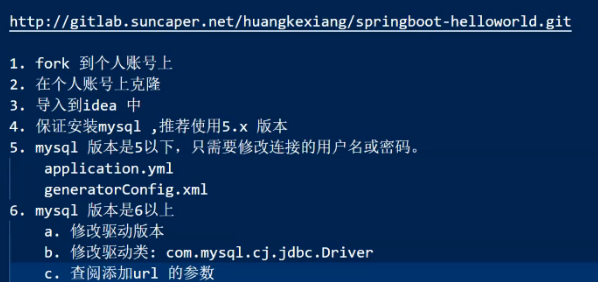 http://gitlab.suncaper.net/huangkexiang/springboot-helloworld.git
1. fork 到个人账号上
2. 在个人账号上克隆
3. 导入到idea 中
4. 保证安装mysql ,推荐使用5.x 版本
5. mysql 版本是5以下，只需要修改连接的用户名或密码。
application.yml
generatorConfig.xml
6. mysql 版本是6以上
a. 修改驱动版本
b. 修改驱动类: com.mysql.cj.jdbc.Driver
c. 查阅添加url 的参数